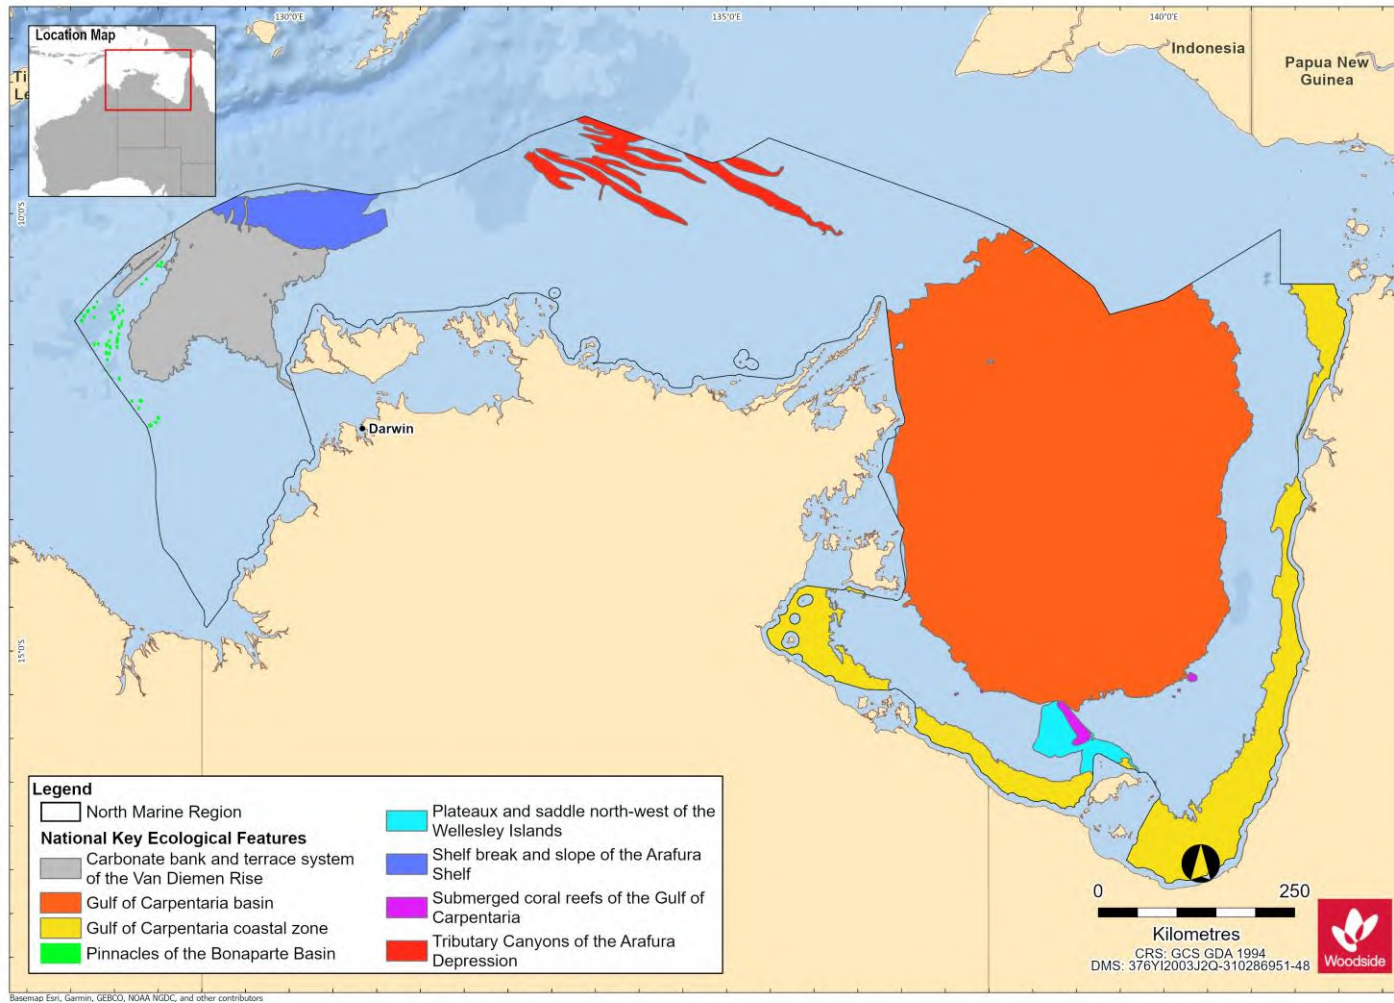 130°0'E
135°0'E
140°0'E
Location Map
Ti
Le
Indonesia
Papua New
Guinea
10°0'S
Darwin
15°0'S
Legend
North Marine Region
National Key Ecological Features
Carbonate bank and terrace system
of the Van Diemen Rise
Gulf of Carpentaria basin
Gulf of Carpentaria coastal zone
Pinnacles of the Bonaparte Basin
Plateaux and saddle north-west of the
Wellesley Islands
Shelf break and slope of the Arafura
Shelf
Submerged coral reefs of the Gulf of
Carpentaria
Tributary Canyons of the Arafura
Depression
0 250
Kilometres
CRS: GCS GDA 1994
DMS: 376YI2003J2Q-310286951-48
Woodside
Basemap Esri, Garmin, GEBCO, NOAA NGDC, and other contributors